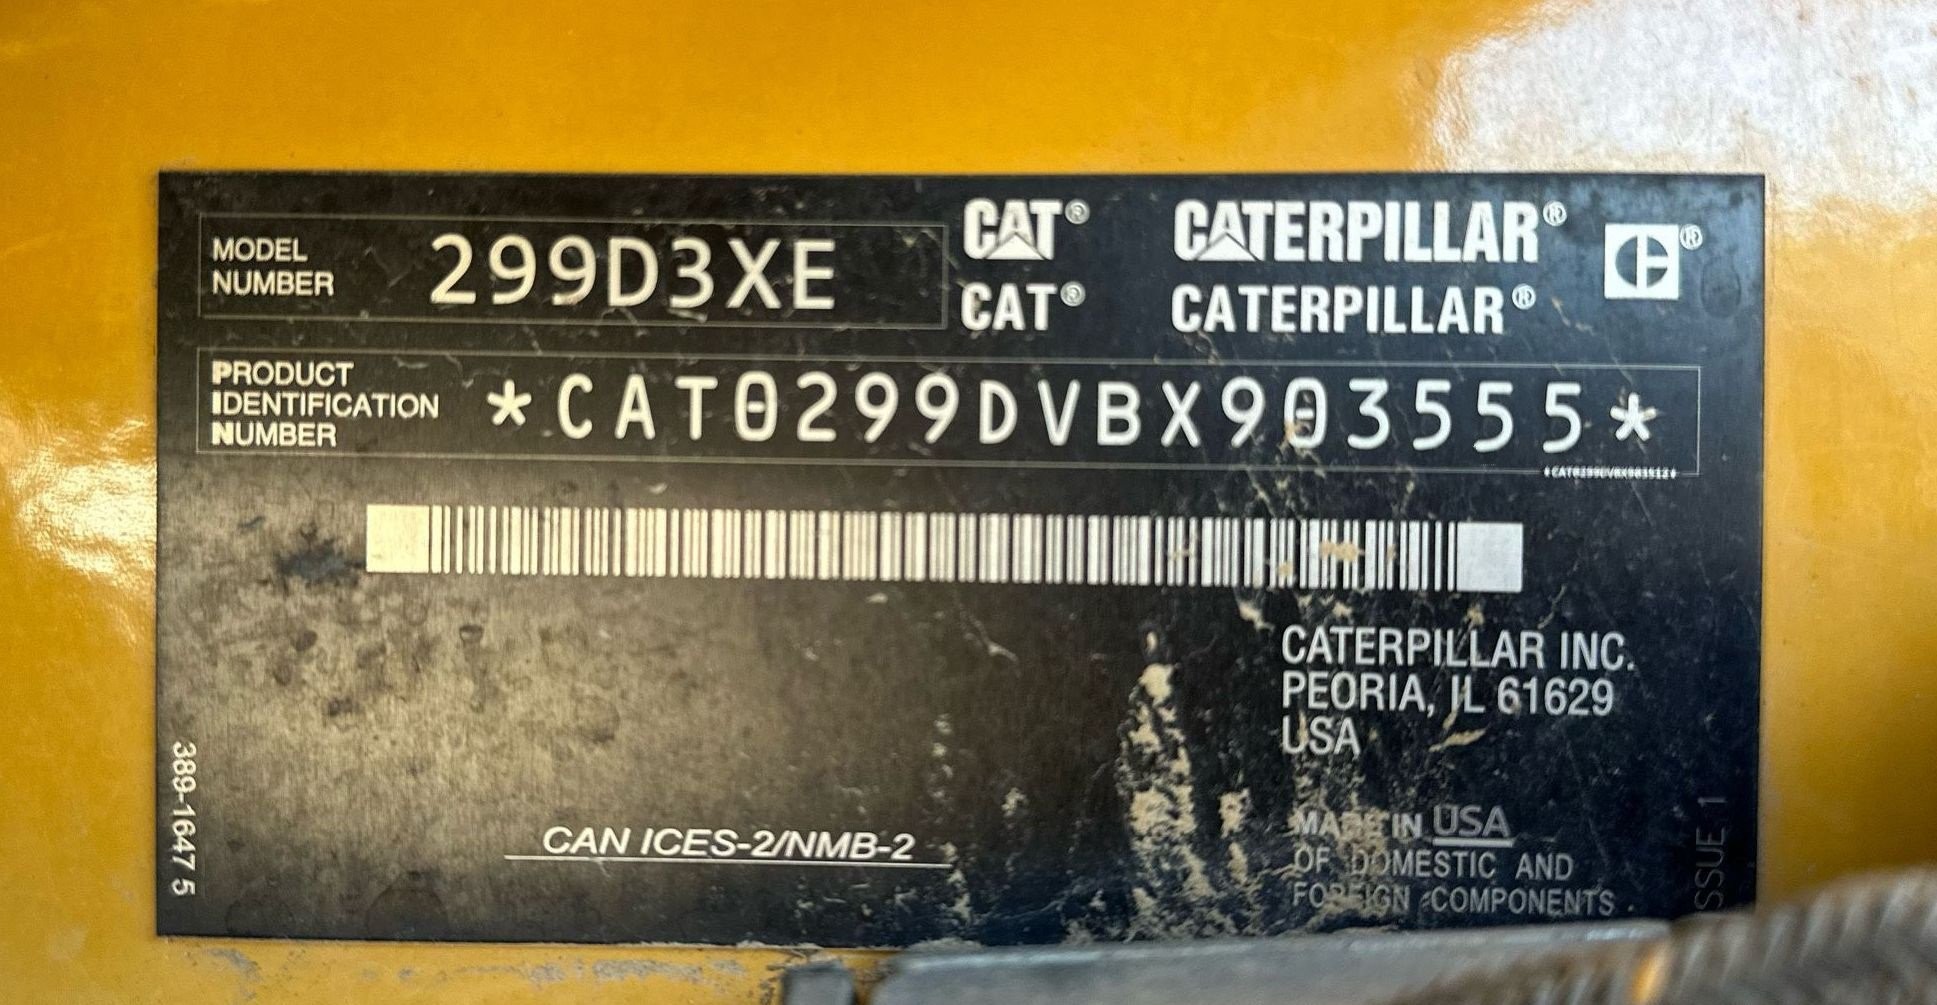 MODEL NUMBER 299D3XE
CAT® CATERPILLAR®
CAT® CATERPILLAR®
PRODUCT IDENTIFICATION NUMBER *CAT0299DVBX903555*
CATERPILLAR INC.
PEORIA, IL 61629
USA
CAN ICES-2/NMB-2
MADE IN USA
OF DOMESTIC AND
FOREIGN COMPONENTS
389-1647 5
ISSUE 1